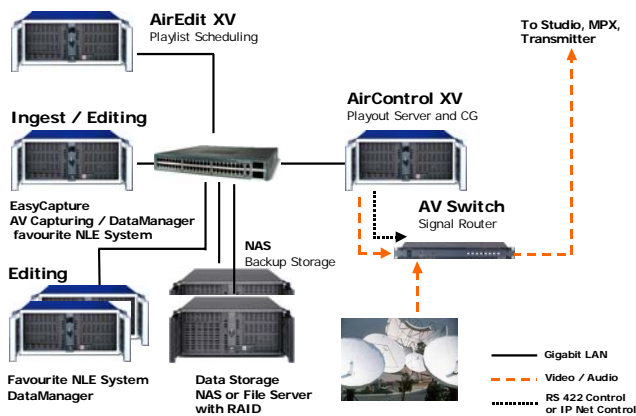 AirEdit XV
Playlist Scheduling
To Studio, MPX,
Transmitter
Ingest / Editing
AirControl XV
Playout Server and CG
EasyCapture
AV Capturing / DataManager
favourite NLE System
AV Switch
Signal Router
NAS
Backup Storage
Editing
Favourite NLE System
DataManager
Data Storage
NAS or File Server
with RAID
Gigabit LAN
Video / Audio
RS 422 Control
or IP Net Control